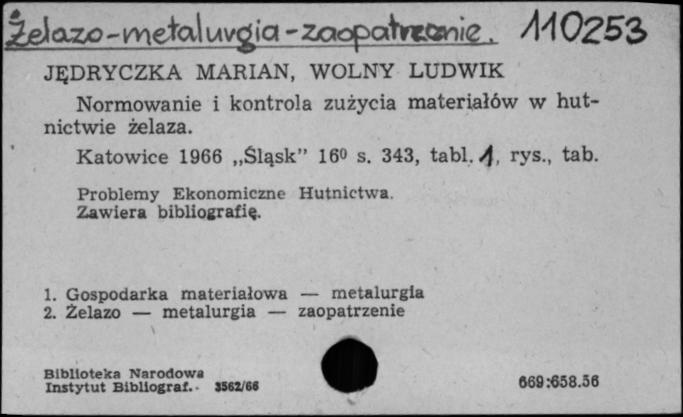 Żelazo-metalurgia-zaopatrzenie. 110253
JĘDRYCZKA MARIAN, WOLNY LUDWIK
Normowanie i kontrola zużycia materiałów w hut-
nictwie żelaza.
Katowice 1966 „Śląsk” 16⁰ s. 343, tabl. 1, rys., tab.
Problemy Ekonomiczne Hutnictwa.
Zawiera bibliografię.
1. Gospodarka materiałowa — metalurgia
2. Żelazo — metalurgia — zaopatrzenie
Biblioteka Narodowa
Instytut Bibliograf. 3562/66
669:658.56